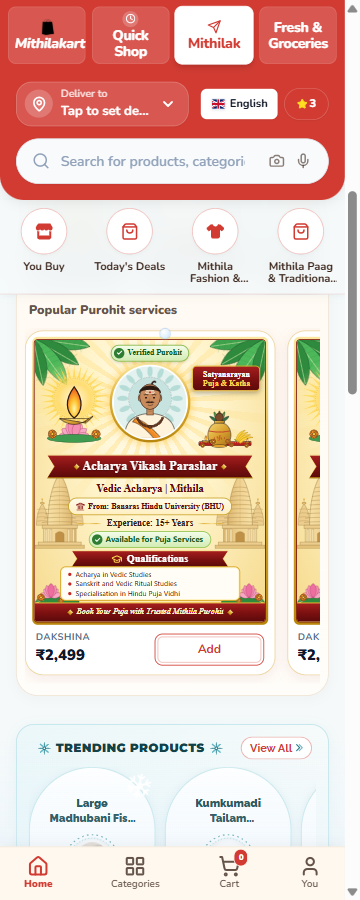 Mithilakart
Quick
Shop
Mithilak
Fresh &
Groceries
Deliver to
Tap to set de...
English
3
Search for products, categori
You Buy
Today's Deals
Mithila
Fashion &...
Mithila Paag
& Traditiona...
Popular Purohit services
Verified Purohit
Satyanarayan
Puja & Katha
Acharya Vikash Parashar
Vedic Acharya | Mithila
From: Banaras Hindu University (BHU)
Experience: 15+ Years
Available for Puja Services
Qualifications
Acharya in Vedic Studies
Sanskrit and Vedic Ritual Studies
Specialisation in Hindu Puja Vidhi
Book Your Puja with Trusted Mithila Purohit
DAKSHINA
₹2,499
Add
DAK
₹2,
TRENDING PRODUCTS
View All
Large
Madhubani Fis...
Kumkumadi
Tailam...
0
Home
Categories
Cart
You